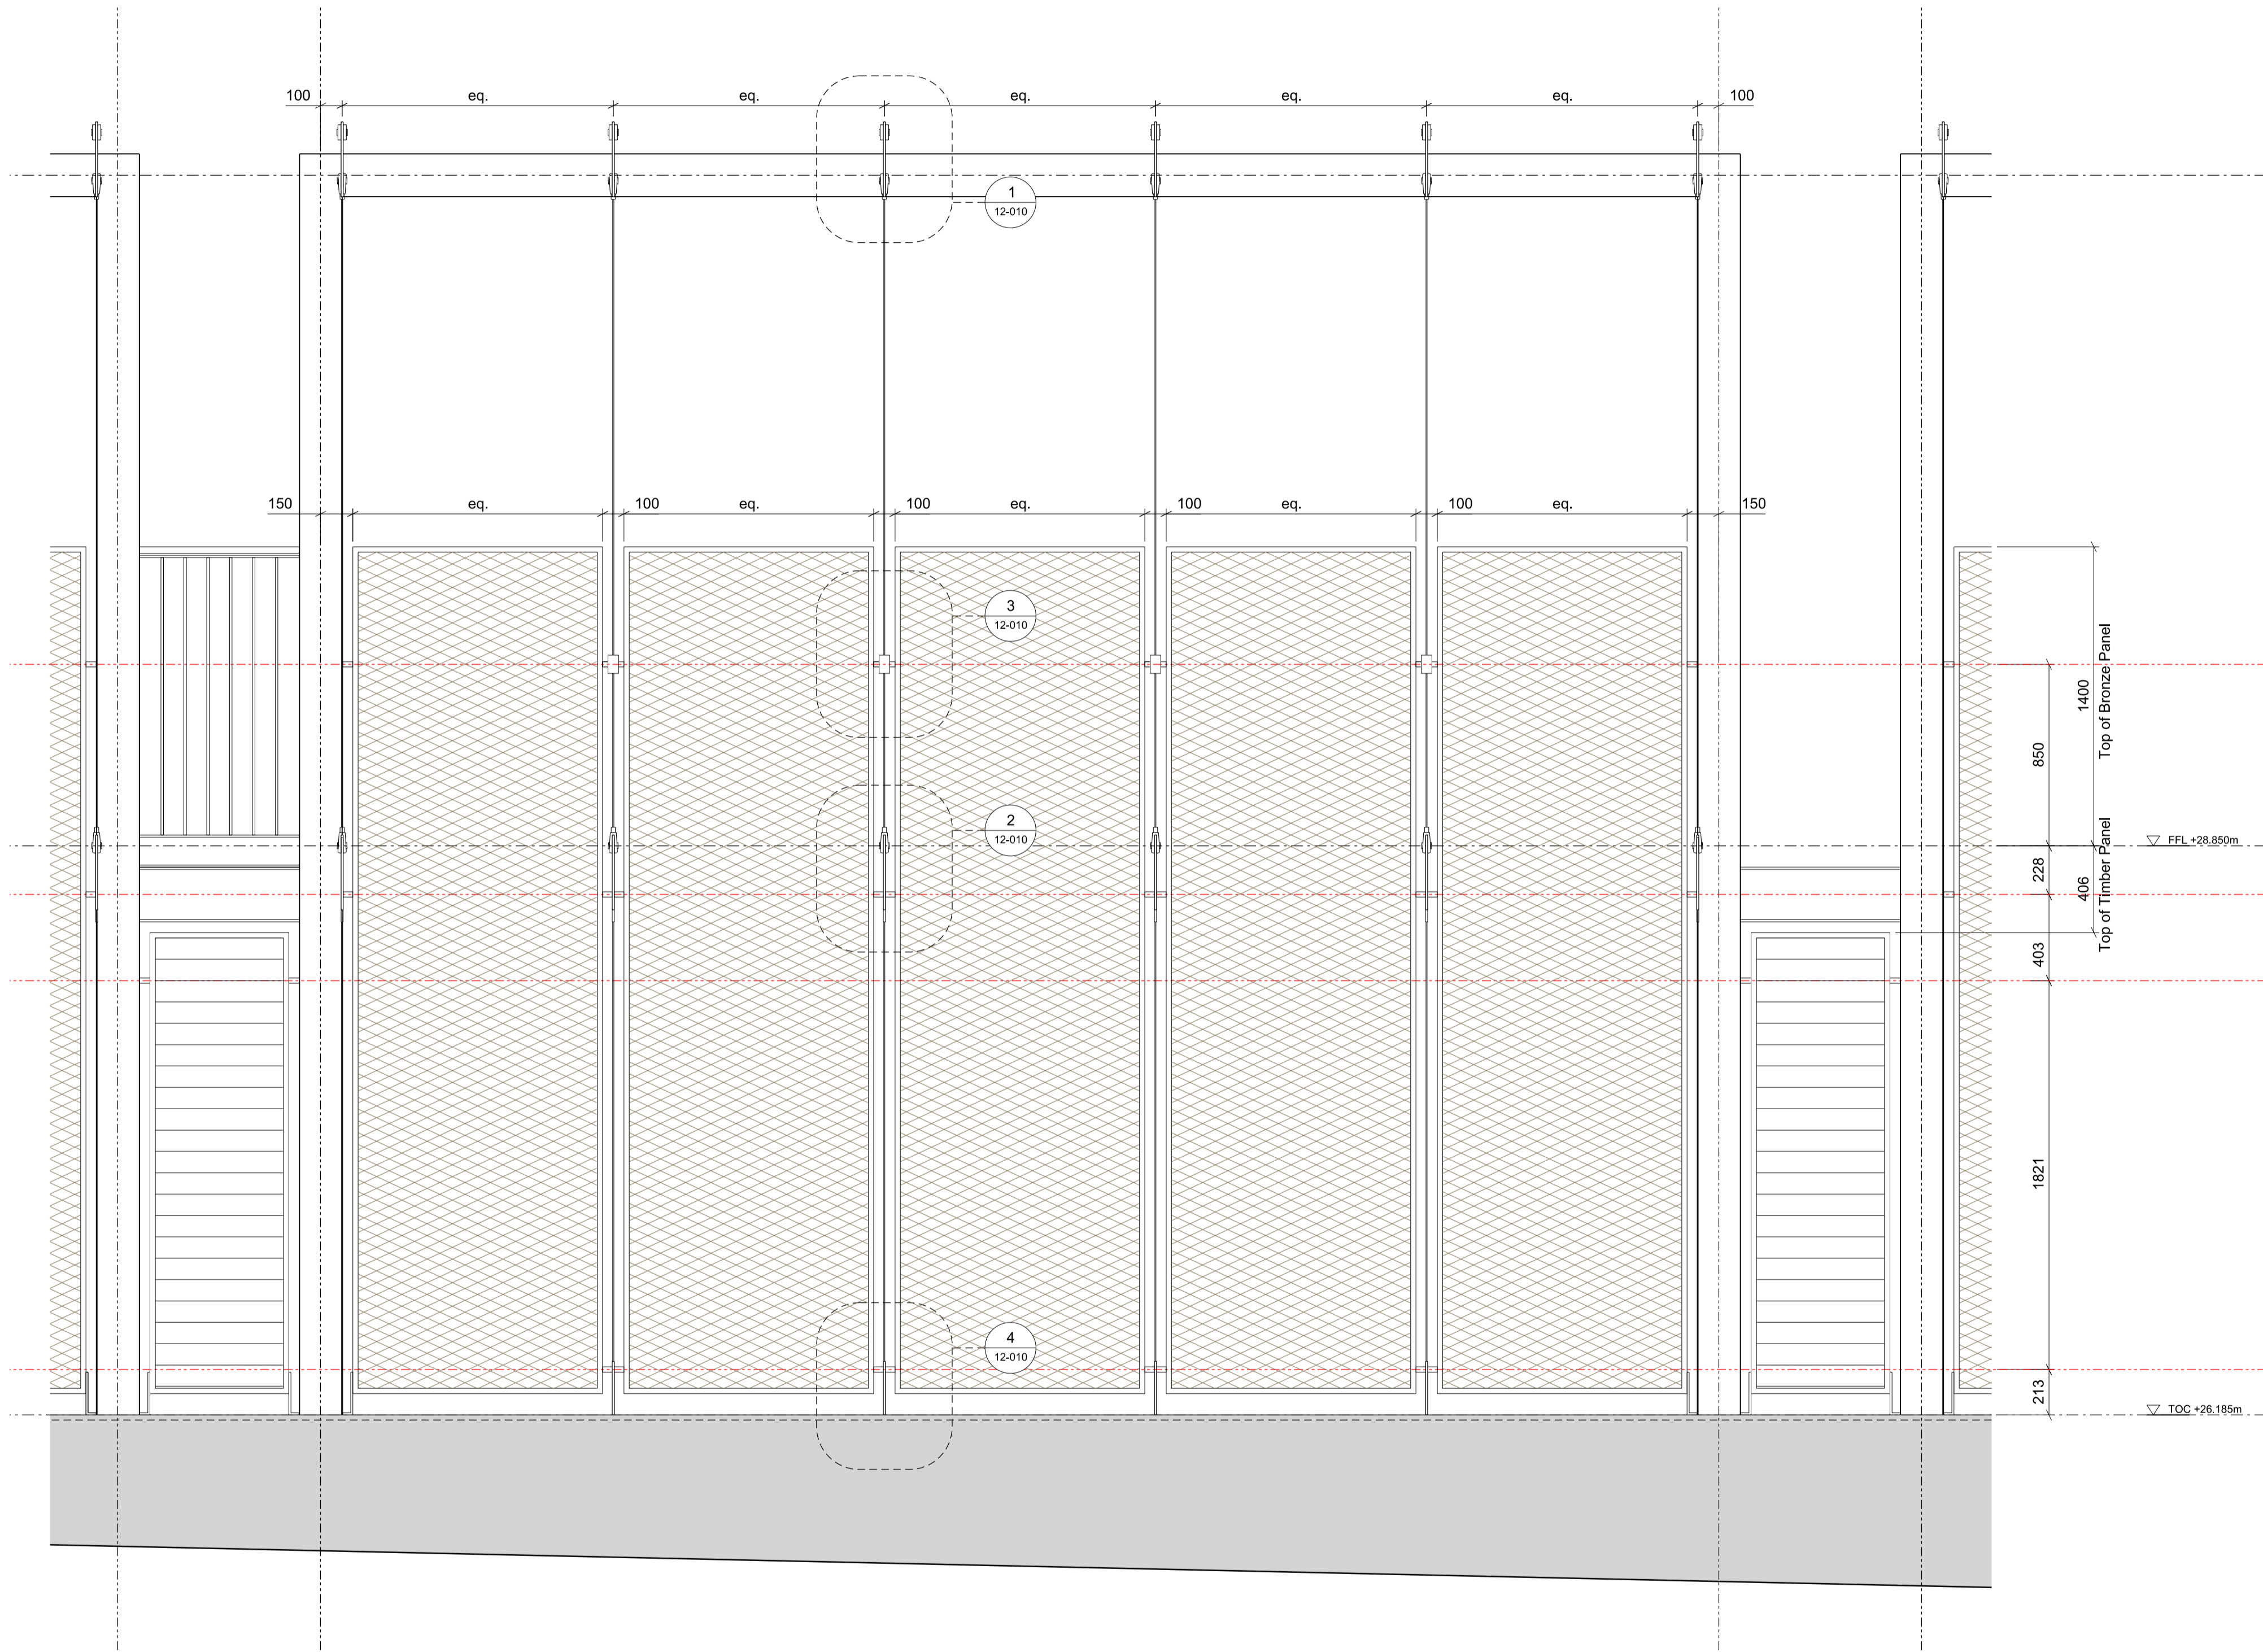 100 eq. eq. eq. eq. eq. 100
1
12-010
150 eq. 100 eq. 100 eq. 100 eq. 100 eq. 150
3
12-010
1400
Top of Bronze Panel
850
2
12-010
FFL +28.850m
228
406
Top of Timber Panel
403
1821
4
12-010
213
TOC +26.185m